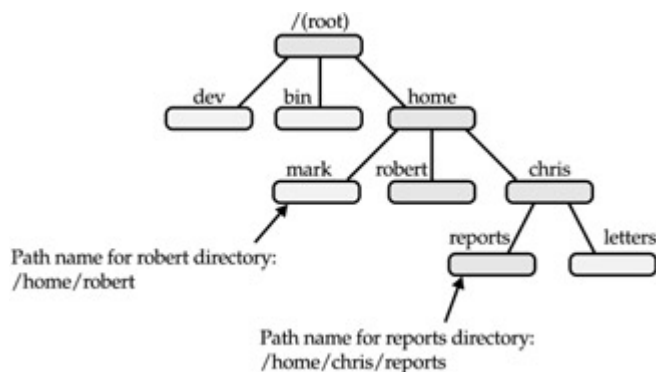 /(root)
dev bin home
mark robert chris
reports letters
Path name for robert directory:
/home/robert
Path name for reports directory:
/home/chris/reports